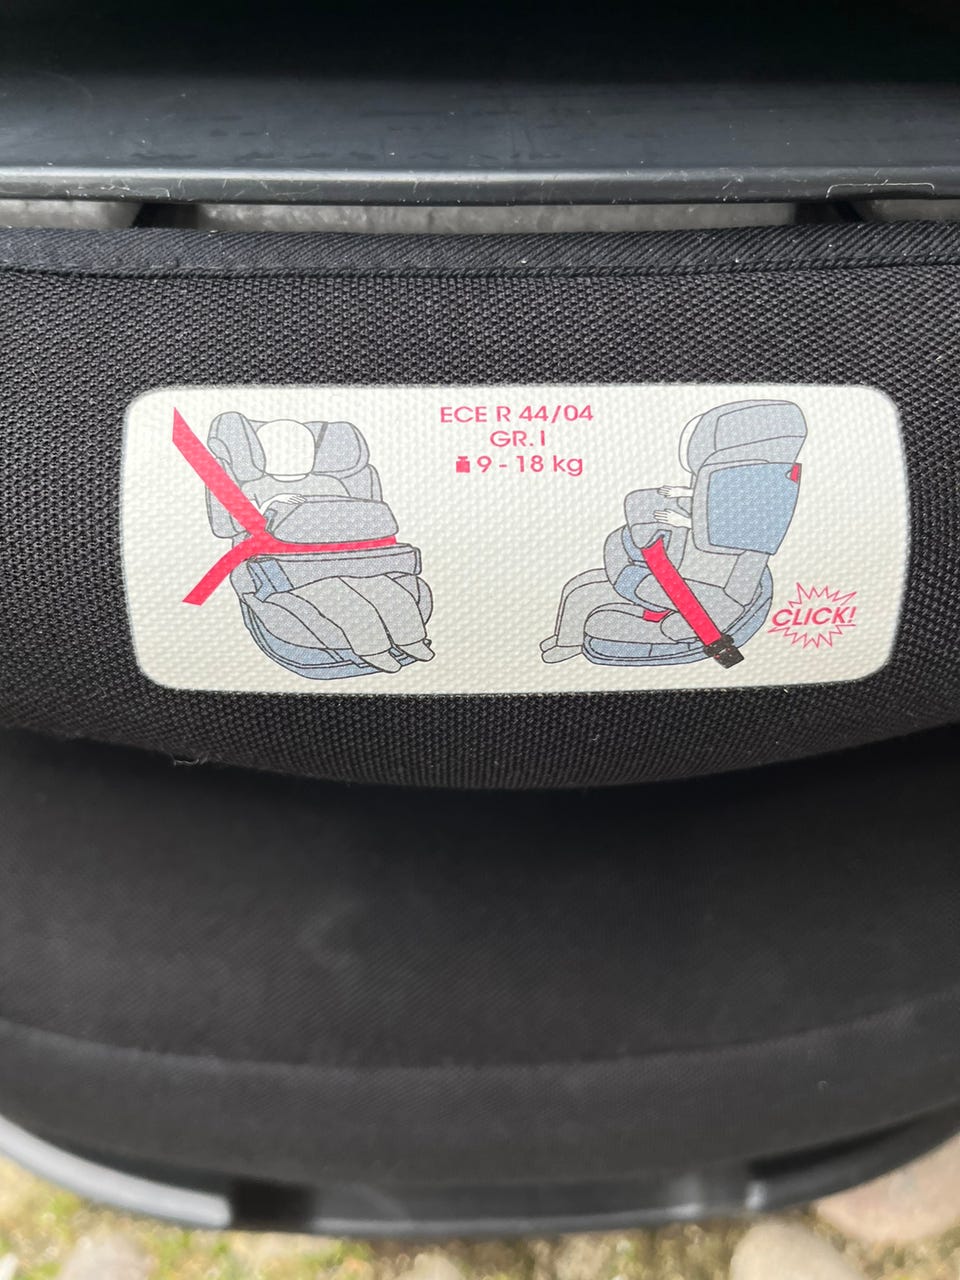 ECE R 44/04
GR. I
9 - 18 kg
CLICK!